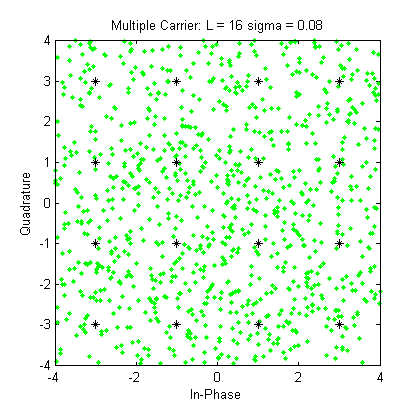 Multiple Carrier: L = 16 sigma = 0.08
4
3
2
1
0
-1
-2
-3
-4
Quadrature
-4 -2 0 2 4
In-Phase